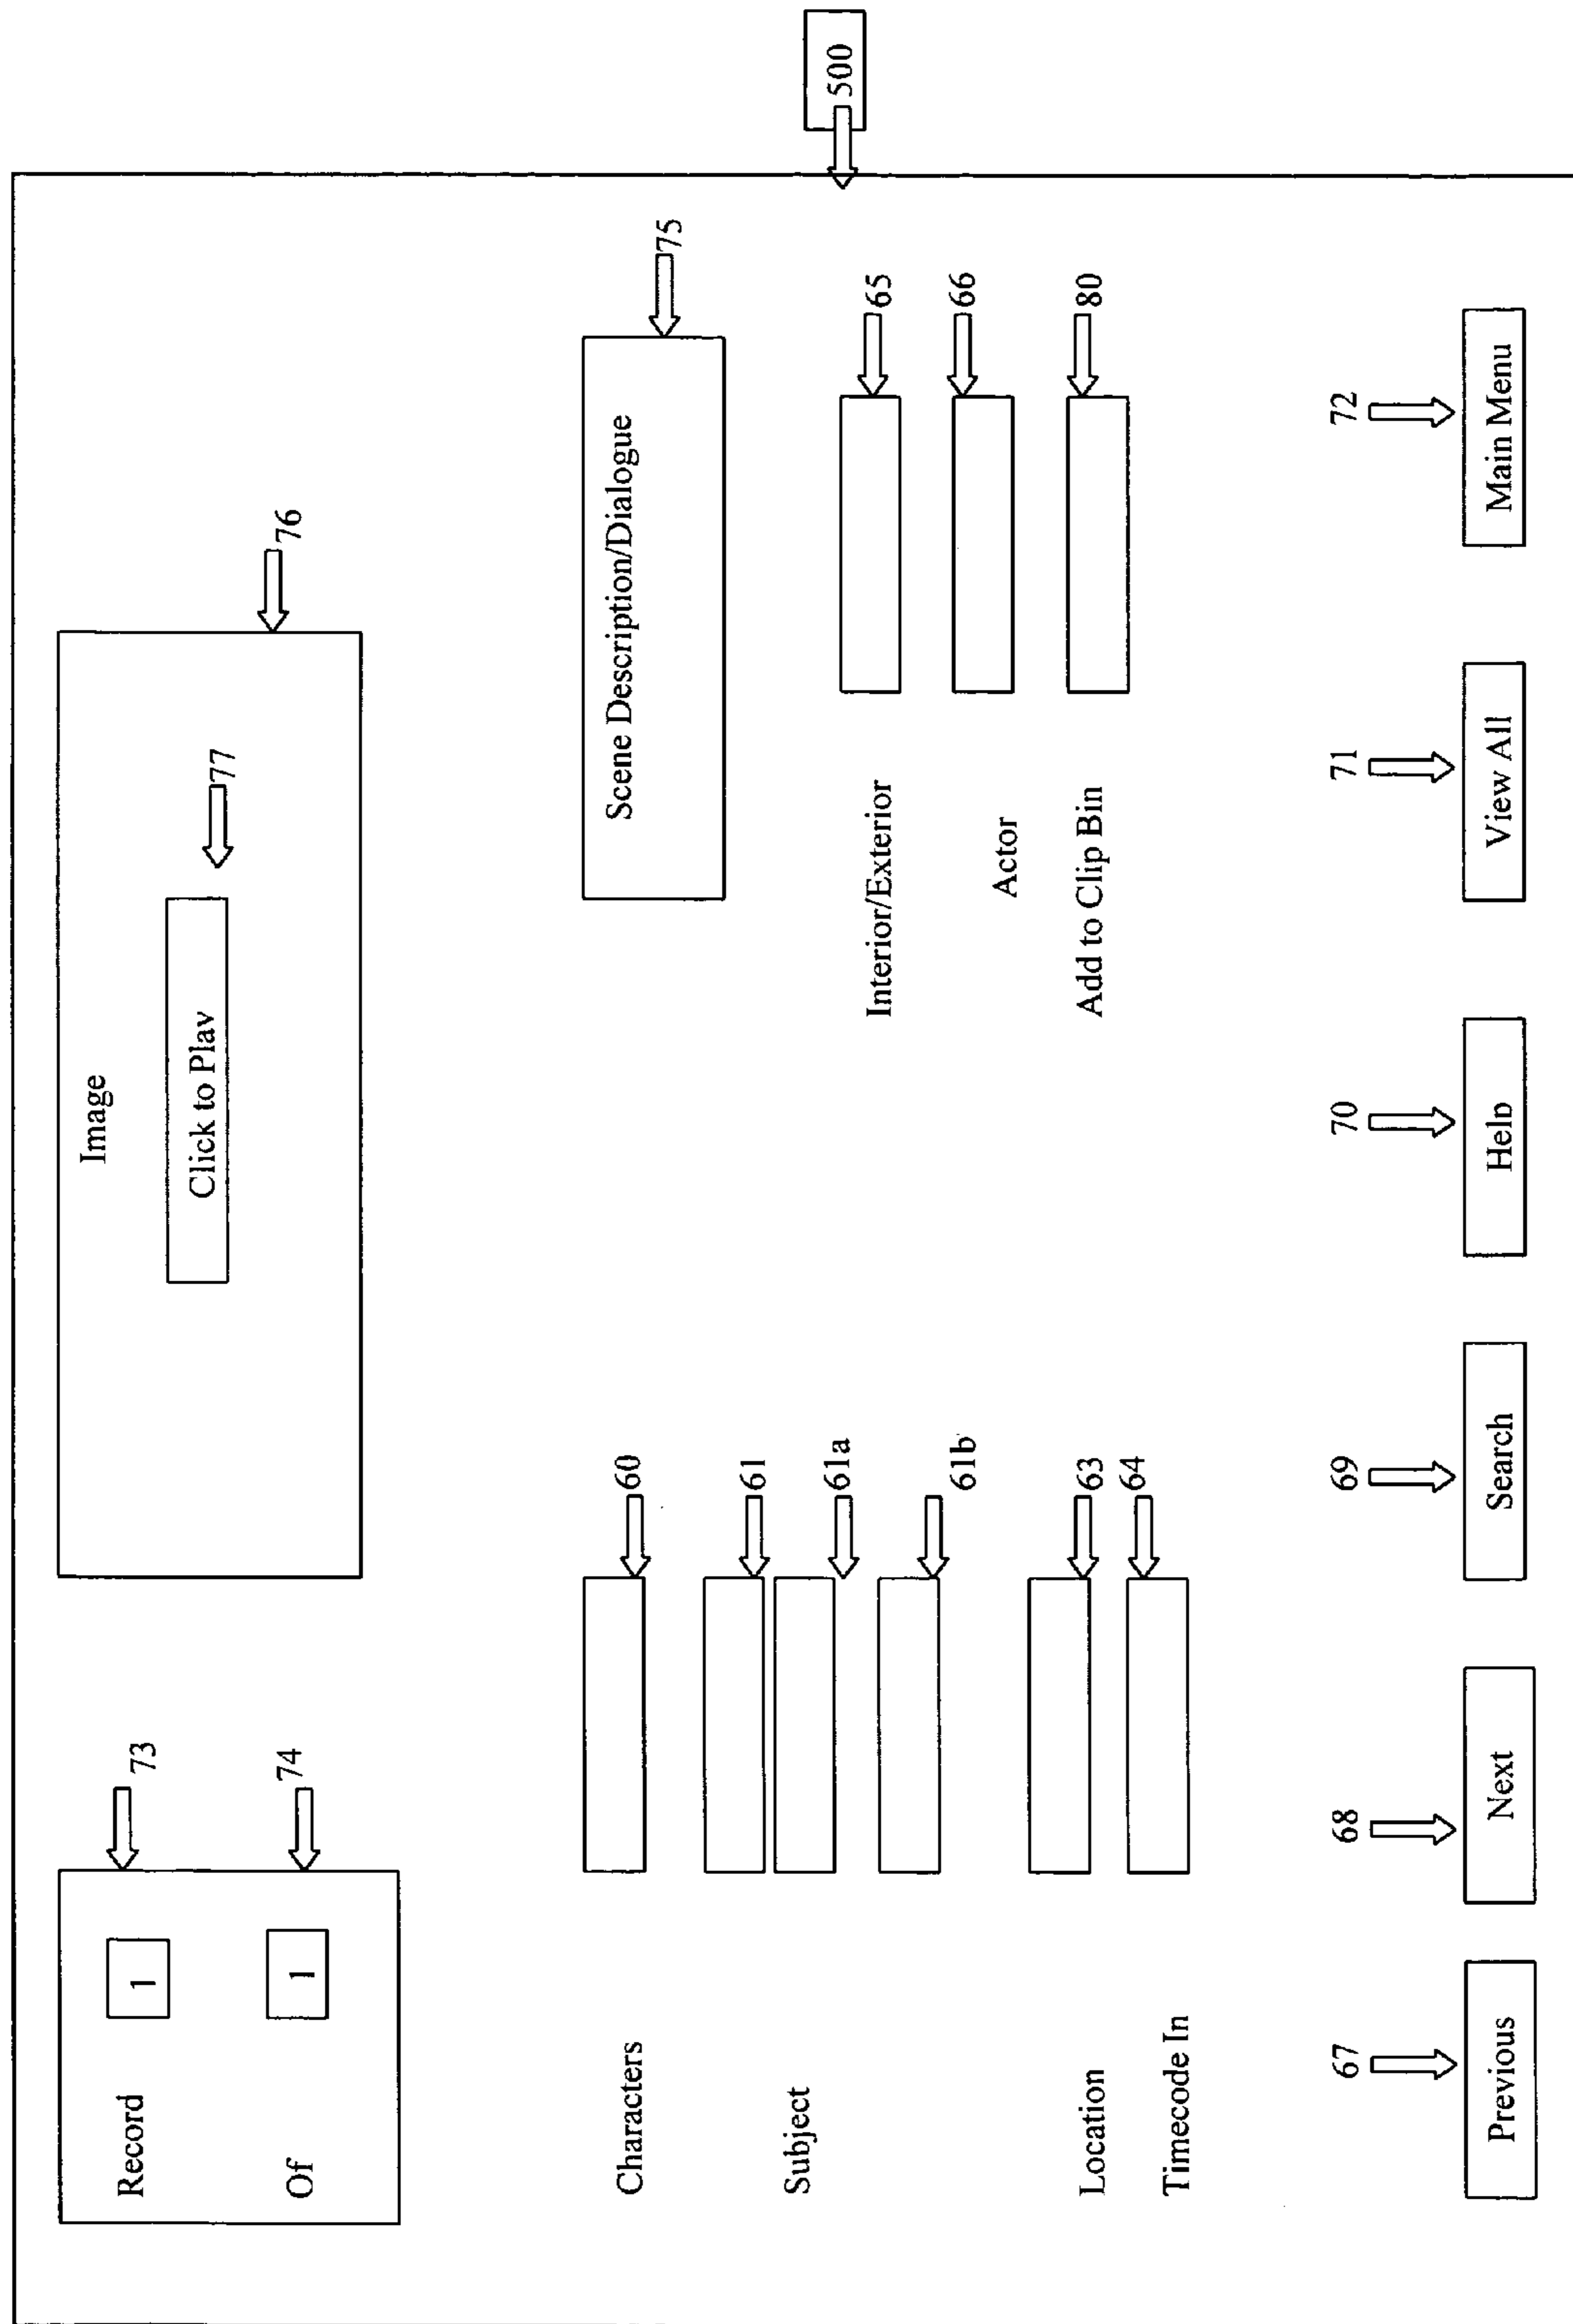 Image
Record 1 73
Click to Play 77
Of 1 74
76
Characters 60
Scene Description/Dialogue 75
61
Subject 61a
500
61b
Interior/Exterior 65
Actor 66
Location 63
Add to Clip Bin 80
Timecode In 64
67 68 69 70 71 72
Previous Next Search Help View All Main Menu